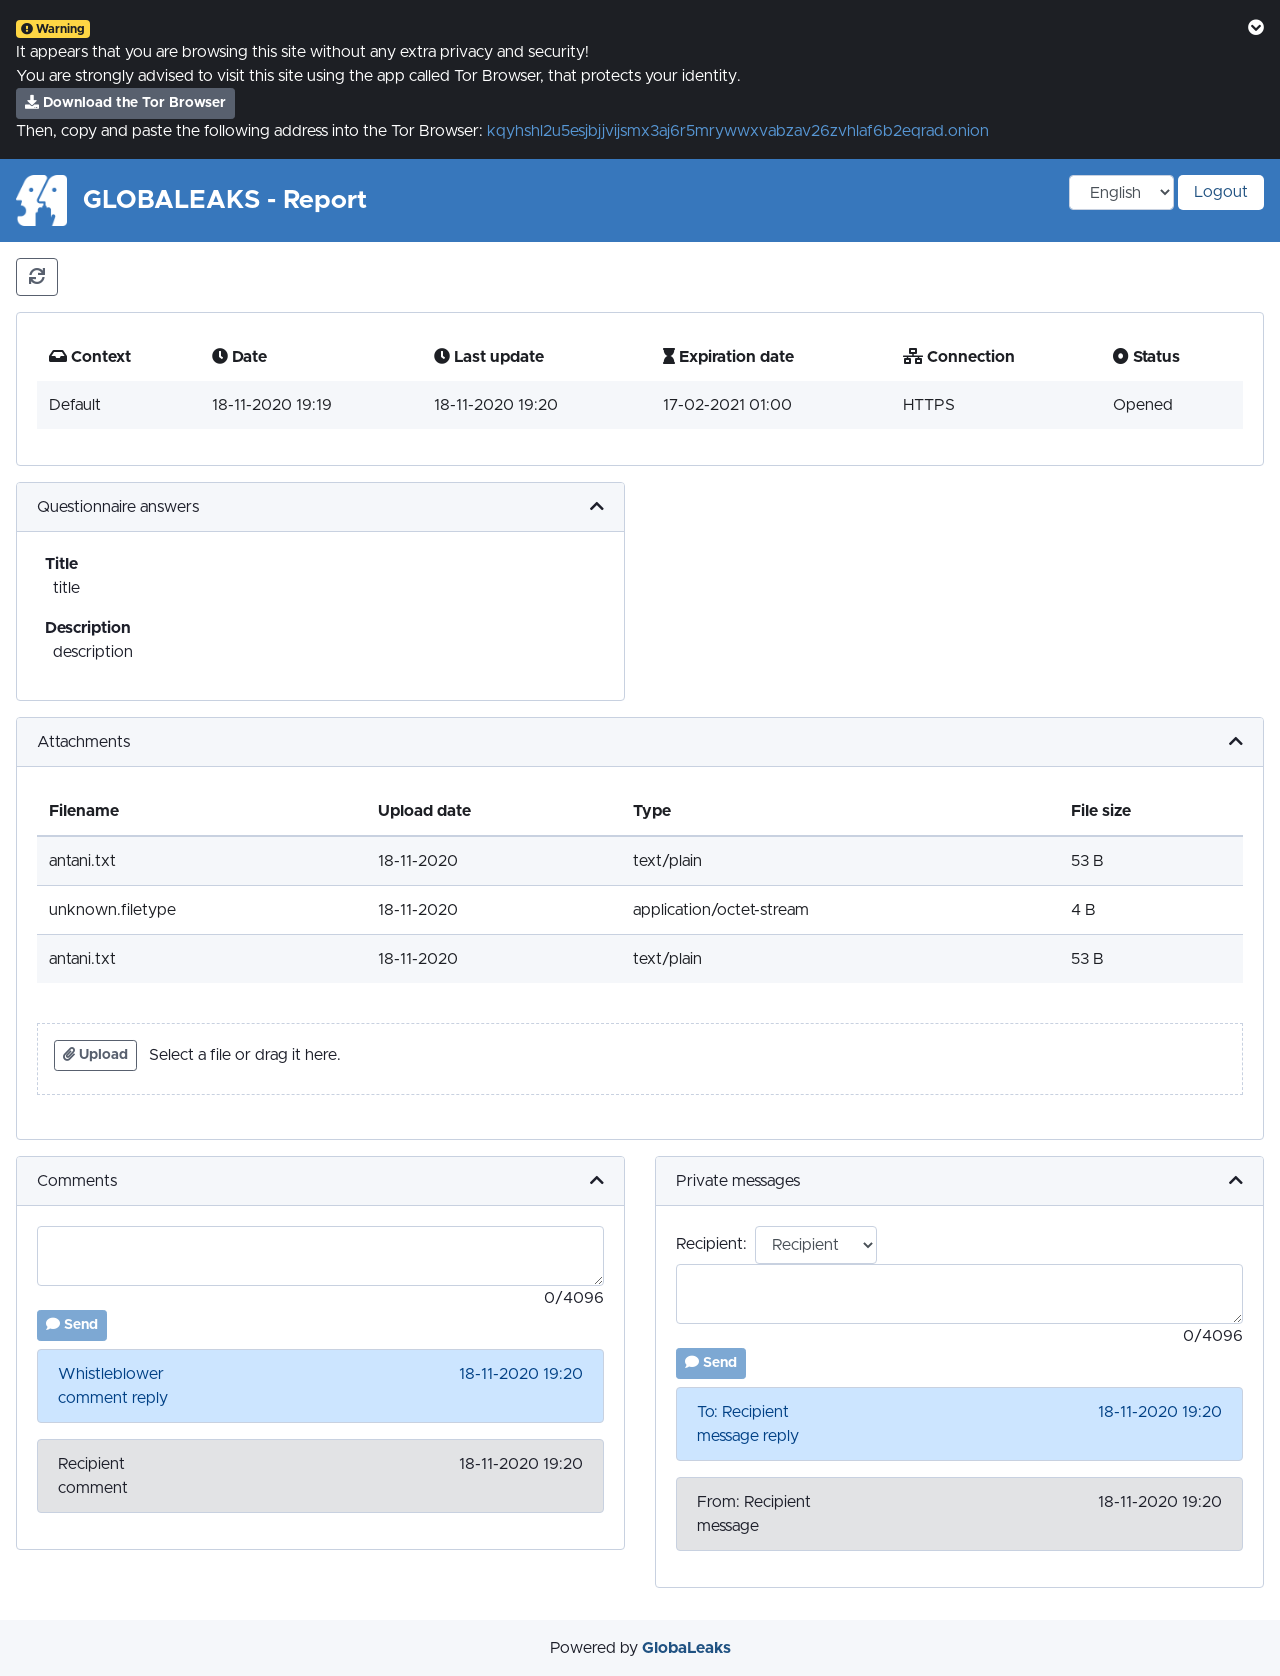 Warning
It appears that you are browsing this site without any extra privacy and security!
You are strongly advised to visit this site using the app called Tor Browser, that protects your identity.
Download the Tor Browser
Then, copy and paste the following address into the Tor Browser: kqyhshl2u5esjbjjvijsmx3aj6r5mrywwxvabzav26zvhlaf6b2eqrad.onion
GLOBALEAKS - Report
English
Logout
Context Date Last update Expiration date Connection Status
Default 18-11-2020 19:19 18-11-2020 19:20 17-02-2021 01:00 HTTPS Opened
Questionnaire answers
Title
title
Description
description
Attachments
Filename Upload date Type File size
antani.txt 18-11-2020 text/plain 53 B
unknown.filetype 18-11-2020 application/octet-stream 4 B
antani.txt 18-11-2020 text/plain 53 B
Upload Select a file or drag it here.
Comments
0/4096
Send
Whistleblower 18-11-2020 19:20
comment reply
Recipient 18-11-2020 19:20
comment
Private messages
Recipient: Recipient
0/4096
Send
To: Recipient 18-11-2020 19:20
message reply
From: Recipient 18-11-2020 19:20
message
Powered by GlobaLeaks